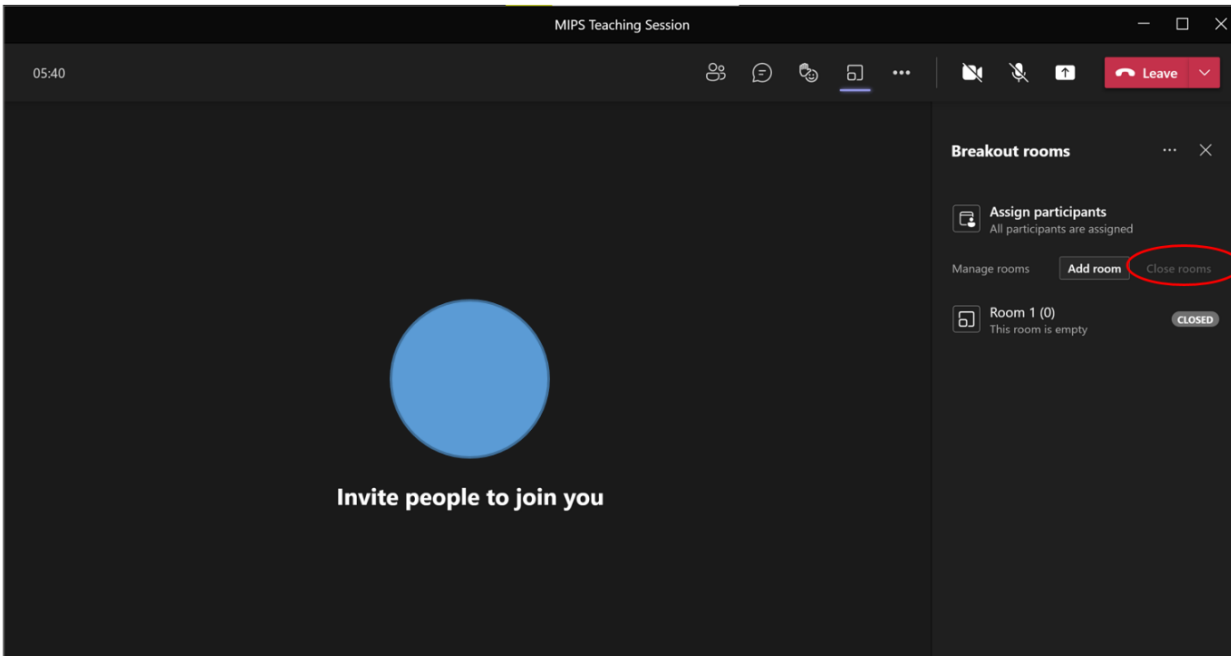 MIPS Teaching Session
05:40
Leave
Breakout rooms
Assign participants
All participants are assigned
Manage rooms Add room Close rooms
Room 1 (0)
This room is empty
CLOSED
Invite people to join you